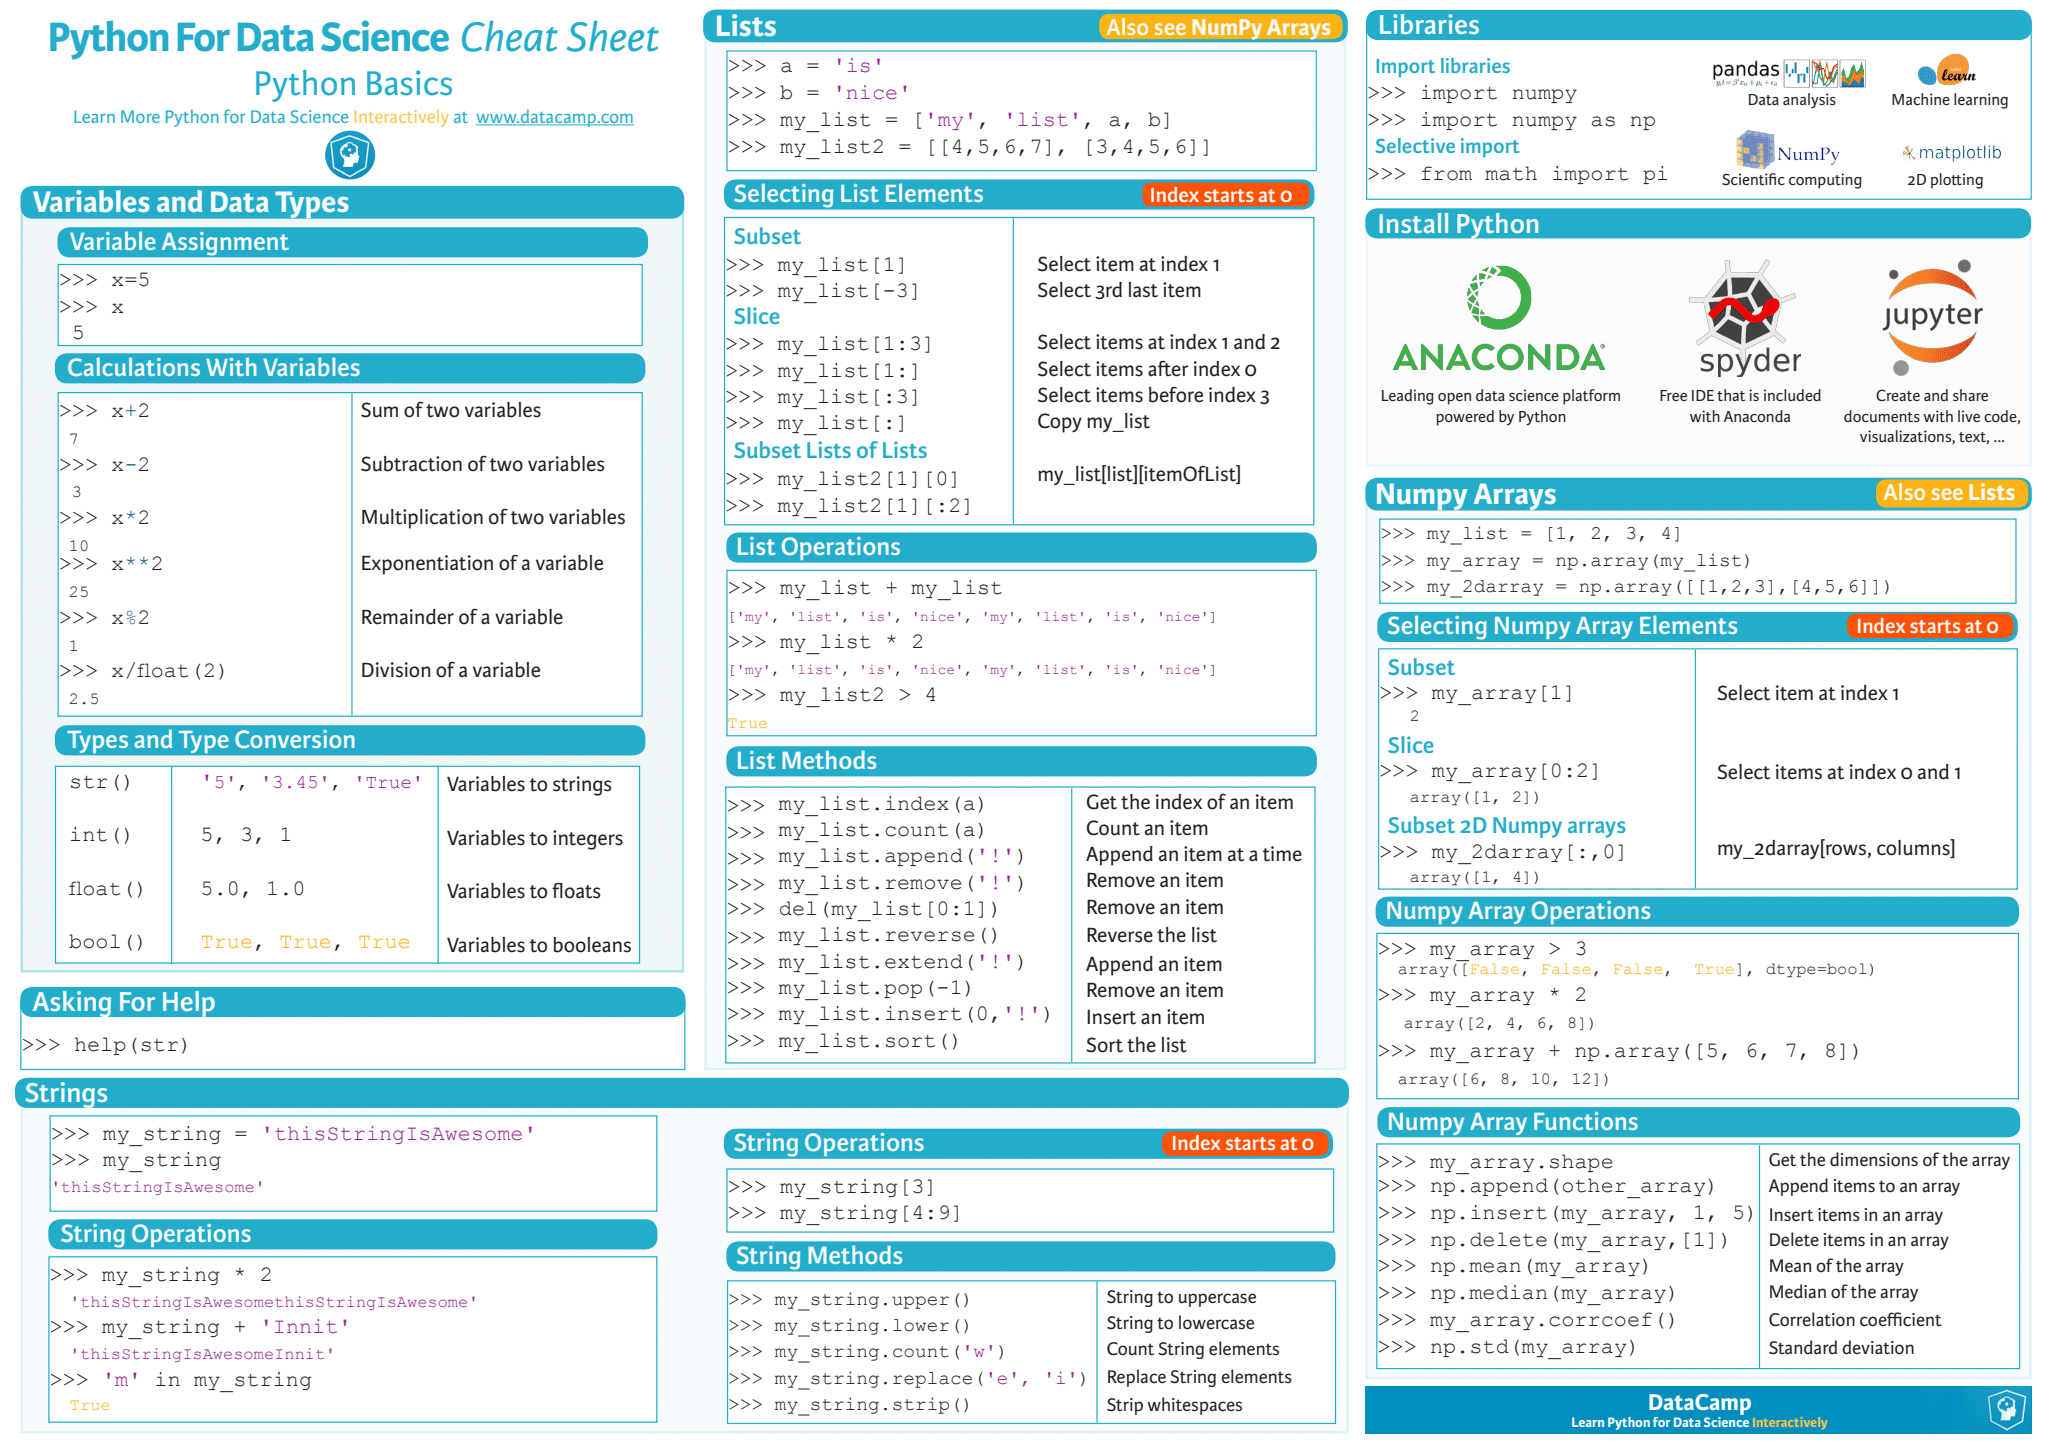 Python For Data Science Cheat Sheet
Python Basics
Learn More Python for Data Science Interactively at www.datacamp.com
Variables and Data Types
Variable Assignment
>>> x=5
>>> x
5
Calculations With Variables
>>> x+2 Sum of two variables
7
>>> x-2 Subtraction of two variables
3
>>> x*2 Multiplication of two variables
10
>>> x**2 Exponentiation of a variable
25
>>> x%2 Remainder of a variable
1
>>> x/float(2) Division of a variable
2.5
Types and Type Conversion
str() '5', '3.45', 'True' Variables to strings
int() 5, 3, 1 Variables to integers
float() 5.0, 1.0 Variables to floats
bool() True, True, True Variables to booleans
Asking For Help
>>> help(str)
Lists Also see NumPy Arrays
>>> a = 'is'
>>> b = 'nice'
>>> my_list = ['my', 'list', a, b]
>>> my_list2 = [[4,5,6,7], [3,4,5,6]]
Selecting List Elements Index starts at 0
Subset
>>> my_list[1] Select item at index 1
>>> my_list[-3] Select 3rd last item
Slice
>>> my_list[1:3] Select items at index 1 and 2
>>> my_list[1:] Select items after index 0
>>> my_list[:3] Select items before index 3
>>> my_list[:] Copy my_list
Subset Lists of Lists
>>> my_list2[1][0] my_list[list][itemOfList]
>>> my_list2[1][:2]
List Operations
>>> my_list + my_list
['my', 'list', 'is', 'nice', 'my', 'list', 'is', 'nice']
>>> my_list * 2
['my', 'list', 'is', 'nice', 'my', 'list', 'is', 'nice']
>>> my_list2 > 4
True
List Methods
>>> my_list.index(a) Get the index of an item
>>> my_list.count(a) Count an item
>>> my_list.append('!') Append an item at a time
>>> my_list.remove('!') Remove an item
>>> del(my_list[0:1]) Remove an item
>>> my_list.reverse() Reverse the list
>>> my_list.extend('!') Append an item
>>> my_list.pop(-1) Remove an item
>>> my_list.insert(0,'!') Insert an item
>>> my_list.sort() Sort the list
Strings
>>> my_string = 'thisStringIsAwesome'
>>> my_string
'thisStringIsAwesome'
String Operations
>>> my_string * 2
'thisStringIsAwesomethisStringIsAwesome'
>>> my_string + 'Innit'
'thisStringIsAwesomeInnit'
>>> 'm' in my_string
True
String Operations Index starts at 0
>>> my_string[3]
>>> my_string[4:9]
String Methods
>>> my_string.upper() String to uppercase
>>> my_string.lower() String to lowercase
>>> my_string.count('w') Count String elements
>>> my_string.replace('e', 'i') Replace String elements
>>> my_string.strip() Strip whitespaces
Libraries
Import libraries
>>> import numpy
>>> import numpy as np
Selective import
>>> from math import pi
pandas
Data analysis
learn
Machine learning
NumPy
Scientific computing
matplotlib
2D plotting
Install Python
ANACONDA
Leading open data science platform
powered by Python
spyder
Free IDE that is included
with Anaconda
jupyter
Create and share
documents with live code,
visualizations, text, ...
Numpy Arrays Also see Lists
>>> my_list = [1, 2, 3, 4]
>>> my_array = np.array(my_list)
>>> my_2darray = np.array([[1,2,3],[4,5,6]])
Selecting Numpy Array Elements Index starts at 0
Subset
>>> my_array[1] Select item at index 1
2
Slice
>>> my_array[0:2] Select items at index 0 and 1
array([1, 2])
Subset 2D Numpy arrays
>>> my_2darray[:,0] my_2darray[rows, columns]
array([1, 4])
Numpy Array Operations
>>> my_array > 3
array([False, False, False, True], dtype=bool)
>>> my_array * 2
array([2, 4, 6, 8])
>>> my_array + np.array([5, 6, 7, 8])
array([6, 8, 10, 12])
Numpy Array Functions
>>> my_array.shape Get the dimensions of the array
>>> np.append(other_array) Append items to an array
>>> np.insert(my_array, 1, 5) Insert items in an array
>>> np.delete(my_array,[1]) Delete items in an array
>>> np.mean(my_array) Mean of the array
>>> np.median(my_array) Median of the array
>>> my_array.corrcoef() Correlation coefficient
>>> np.std(my_array) Standard deviation
DataCamp
Learn Python for Data Science Interactively